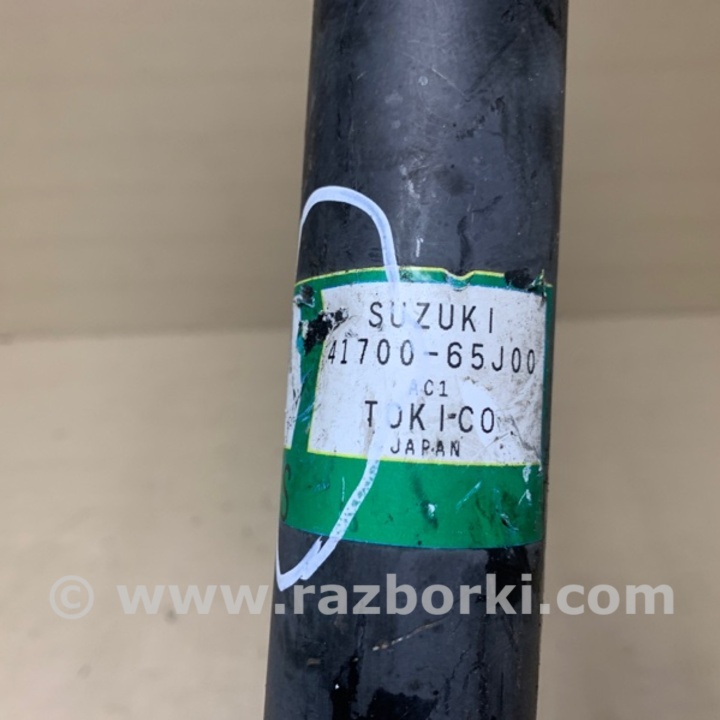 SUZUKI
41700-65J00
AC1
TOKICO
JAPAN
© www.razborki.com